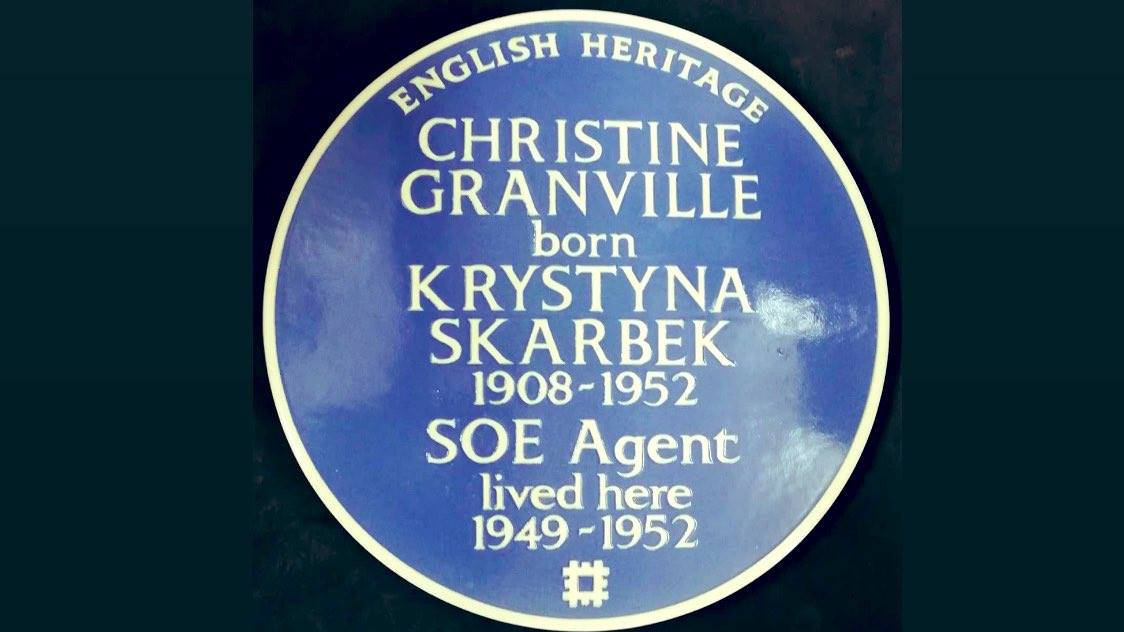 ENGLISH HERITAGE
CHRISTINE
GRANVILLE
born
KRYSTYNA
SKARBEK
1908-1952
SOE Agent
lived here
1949-1952